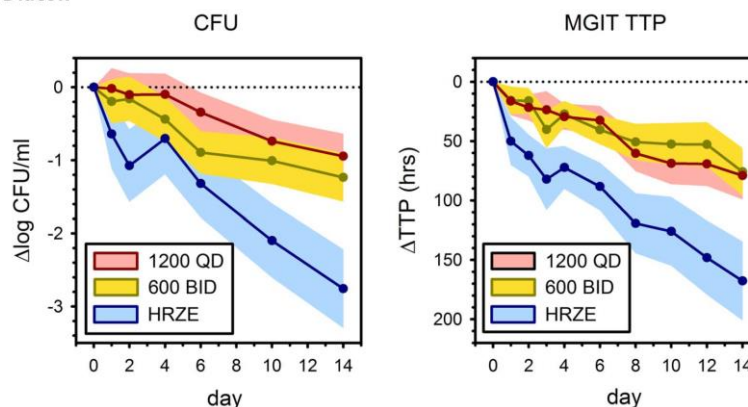 CFU
MGIT TTP
Δlog CFU/ml
0
-1
-2
-3
1200 QD
600 BID
HRZE
0 2 4 6 8 10 12 14
day
ΔTTP (hrs)
0
50
100
150
200
1200 QD
600 BID
HRZE
0 2 4 6 8 10 12 14
day